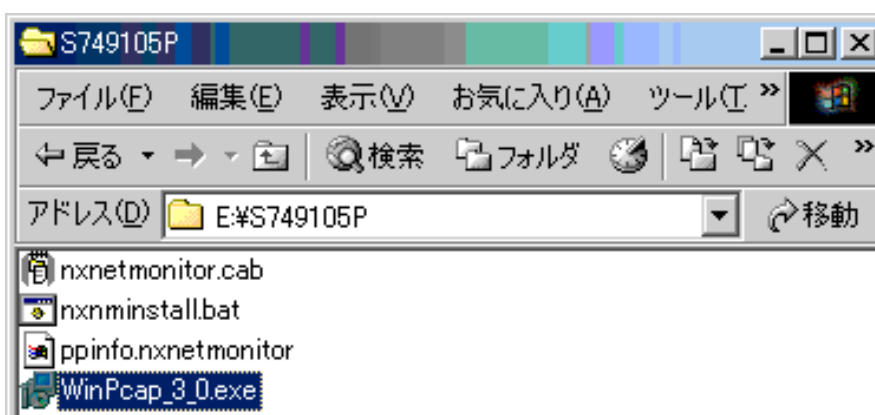 S749105P
ファイル(F) 編集(E) 表示(V) お気に入り(A) ツール(T) »
戻る 検索 フォルダ »
アドレス(D) E:¥S749105P 移動
nxnetmonitor.cab
nxnminstall.bat
ppinfo.nxnetmonitor
WinPcap_3_0.exe